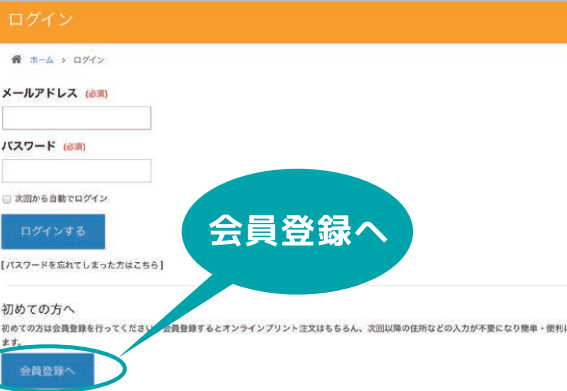 ログイン
ホーム > ログイン
メールアドレス (必須)
パスワード (必須)
次回から自動でログイン
ログインする
会員登録へ
[パスワードを忘れてしまった方はこちら]
初めての方へ
初めての方は会員登録を行ってください。会員登録するとオンラインプリント注文はもちろん、次回以降の住所などの入力が不要になり簡単・便利に
ます。
会員登録へ